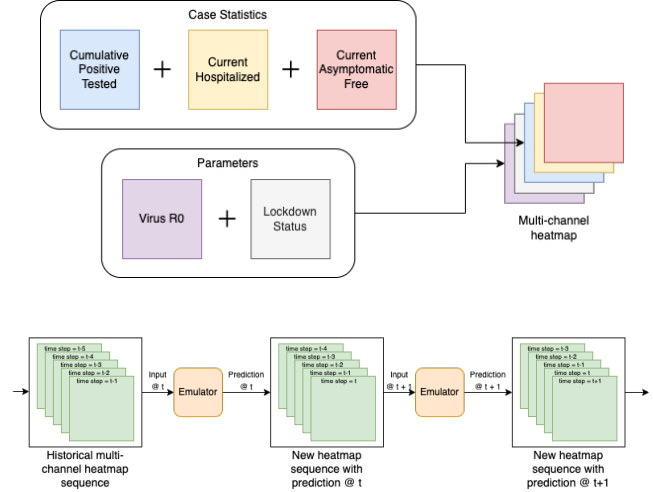 Case Statistics
Cumulative
Positive
Tested
+
Current
Hospitalized
+
Current
Asymptomatic
Free
Parameters
Virus R0
+
Lockdown
Status
Multi-channel
heatmap
time step = t-5
time step = t-4
time step = t-3
time step = t-2
time step = t-1
Historical multi-
channel heatmap
sequence
Input
@ t
Emulator
Prediction
@ t
time step = t-4
time step = t-3
time step = t-2
time step = t-1
time step = t
New heatmap
sequence with
prediction @ t
Input
@ t + 1
Emulator
Prediction
@ t + 1
time step = t-3
time step = t-2
time step = t-1
time step = t
time step = t+1
New heatmap
sequence with
prediction @ t+1